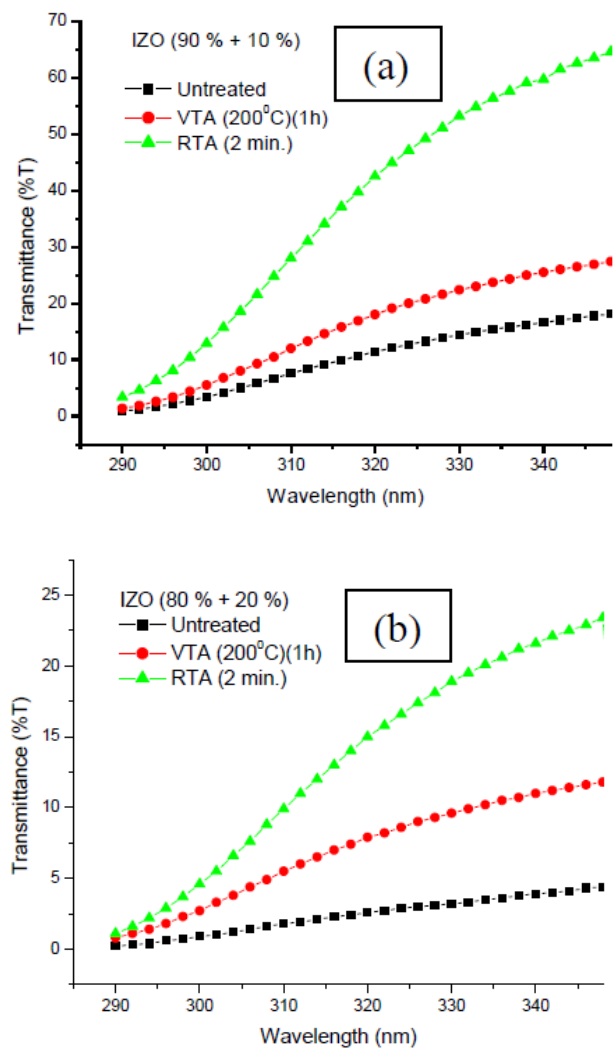 IZO (90 % + 10 %)
(a)
Untreated
VTA (200⁰C)(1h)
RTA (2 min.)
Transmittance (%T)
70
60
50
40
30
20
10
0
290 300 310 320 330 340
Wavelength (nm)
IZO (80 % + 20 %)
(b)
Untreated
VTA (200⁰C)(1h)
RTA (2 min.)
Transmittance (%T)
25
20
15
10
5
0
290 300 310 320 330 340
Wavelength (nm)